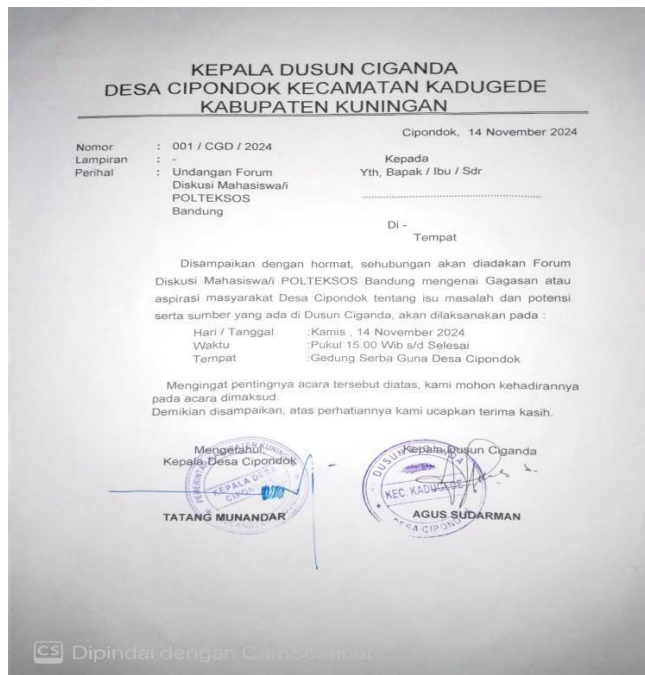 KEPALA DUSUN CIGANDA
DESA CIPONDOK KECAMATAN KADUGEDE
KABUPATEN KUNINGAN
Cipondok, 14 November 2024
Nomor : 001 / CGD / 2024
Lampiran : -
Perihal : Undangan Forum
Diskusi Mahasiswa/i
POLTEKSOS
Bandung
Kepada
Yth, Bapak / Ibu / Sdr
Di -
Tempat
Disampaikan dengan hormat, sehubungan akan diadakan Forum
Diskusi Mahasiswa/i POLTEKSOS Bandung mengenai Gagasan atau
aspirasi masyarakat Desa Cipondok tentang isu masalah dan potensi
serta sumber yang ada di Dusun Ciganda, akan dilaksanakan pada :
Hari / Tanggal :Kamis , 14 November 2024
Waktu :Pukul 15.00 Wib s/d Selesai
Tempat :Gedung Serba Guna Desa Cipondok
Mengingat pentingnya acara tersebut diatas, kami mohon kehadirannya
pada acara dimaksud.
Demikian disampaikan, atas perhatiannya kami ucapkan terima kasih.
Mengetahui,
Kepala Desa Cipondok
KEPALA DESA
TATANG MUNANDAR
Kepala Dusun Ciganda
KEC. KADUGEDE
AGUS SUDARMAN
CS Dipindai dengan CamScanner